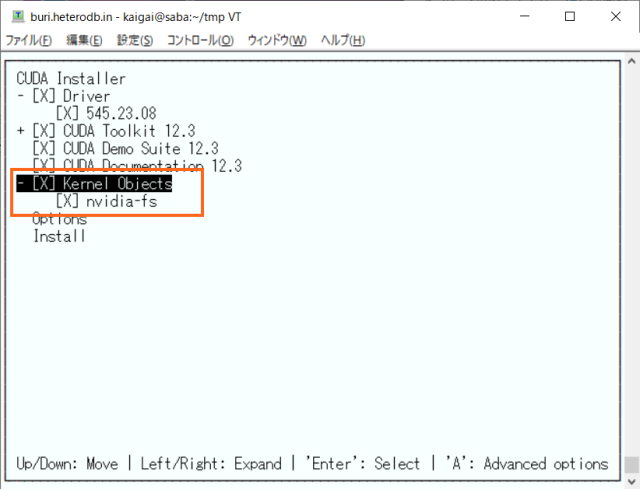 buri.heterodb.in - kaigai@saba:~/tmp VT
ファイル(F) 編集(E) 設定(S) コントロール(O) ウィンドウ(W) ヘルプ(H)
CUDA Installer
- [X] Driver
[X] 545.23.08
+ [X] CUDA Toolkit 12.3
[X] CUDA Demo Suite 12.3
[X] CUDA Documentation 12.3
- [X] Kernel Objects
[X] nvidia-fs
Options
Install
Up/Down: Move | Left/Right: Expand | 'Enter': Select | 'A': Advanced options